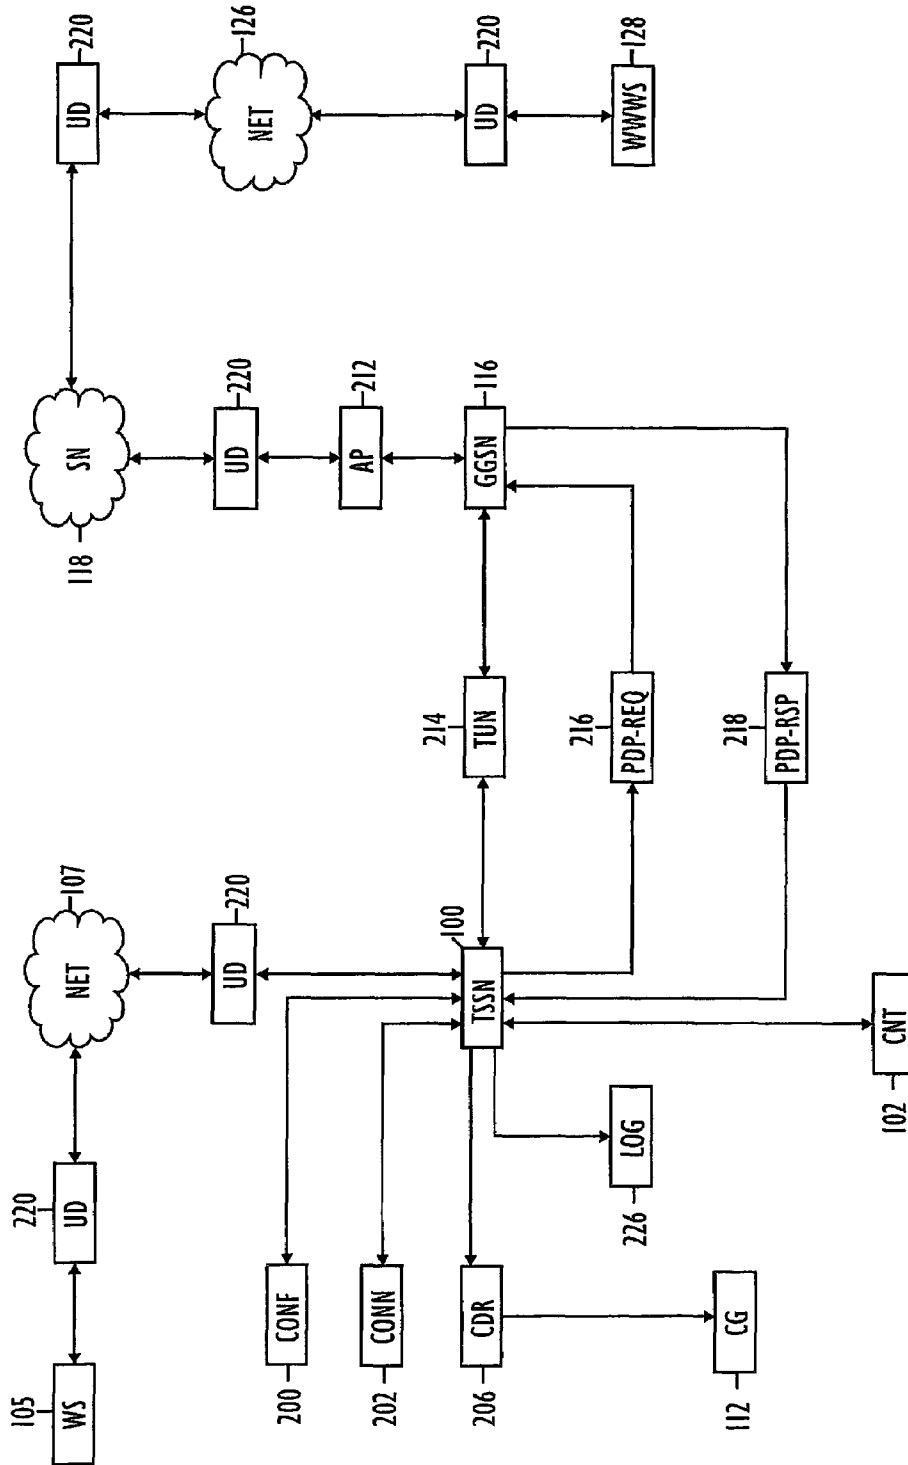 105
220
WS
UD
NET
107
118
SN
UD
220
UD
220
UD
220
NET
126
200
CONF
AP
212
202
CONN
100
214
206
CDR
TSSN
TUN
GGSN
116
UD
220
216
226
LOG
PDP-REQ
WWWS
128
112
CG
218
PDP-RSP
102
CNT